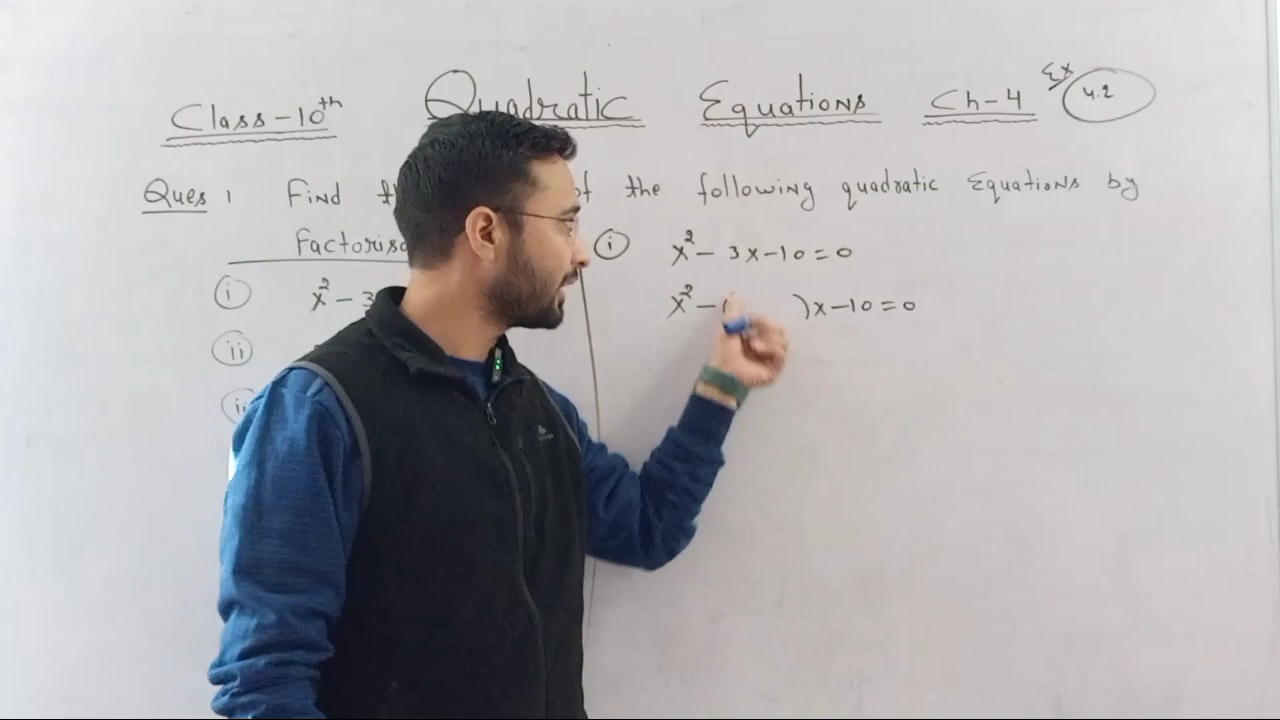 Class-10th Quadratic Equations Ch-4 Ex 4.2
Ques 1 Find of the following quadratic Equations by
i x² - 3x - 10 = 0
i x² - 3
x² - ( )x - 10 = 0
ii